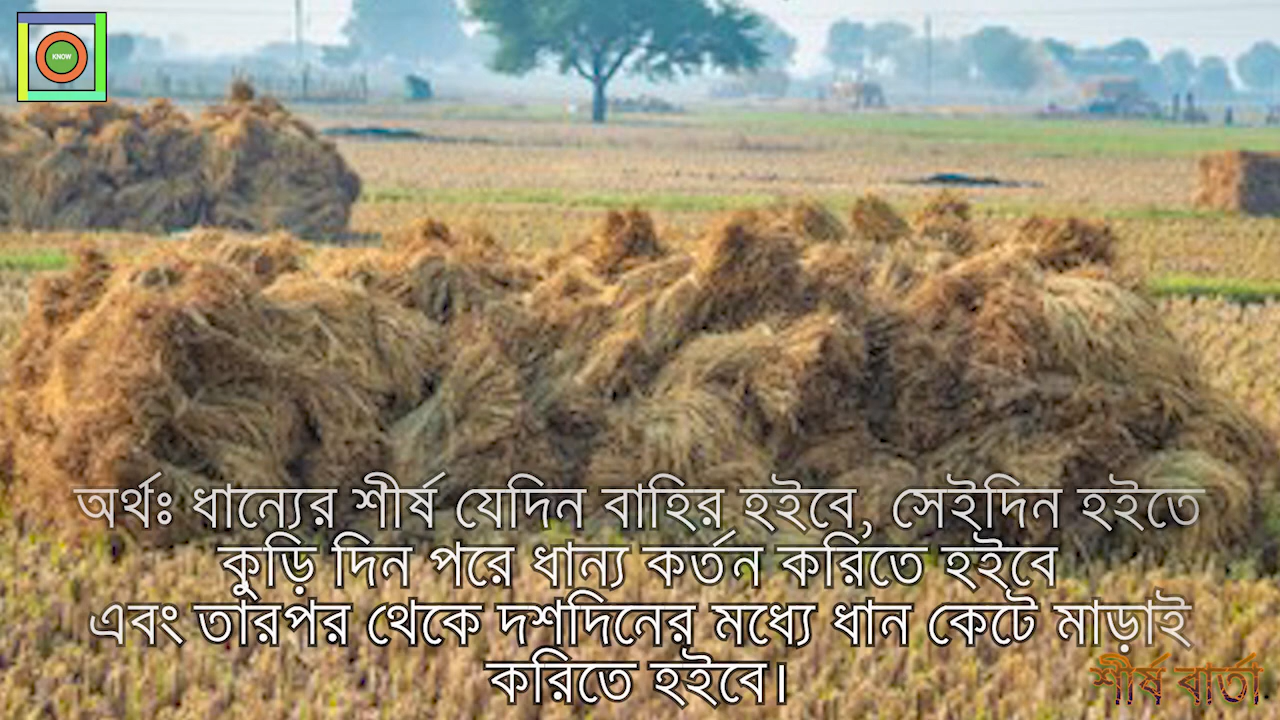 KNOW
অর্থঃ ধান্যের শীর্ষ যেদিন বাহির হইবে, সেইদিন হইতে
কুড়ি দিন পরে ধান্য কর্তন করিতে হইবে
এবং তারপর থেকে দশদিনের মধ্যে ধান কেটে মাড়াই
করিতে হইবে।
শীর্ষ বার্তা